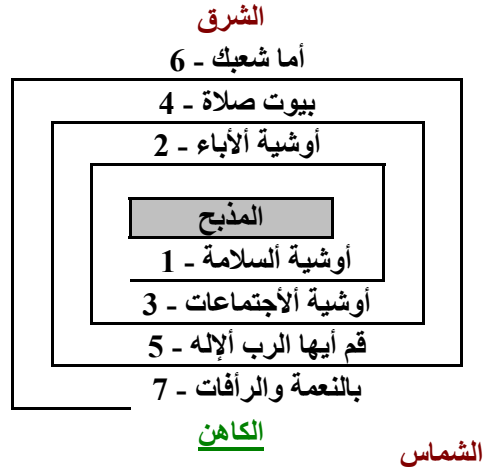 الشرق
أما شعبك - 6
بيوت صلاة - 4
أوشية ألأباء - 2
المذبح
أوشية ألسلامة - 1
أوشية ألأجتماعات - 3
قم أيها الرب ألإله - 5
بالنعمة والرأفات - 7
الكاهن
الشماس